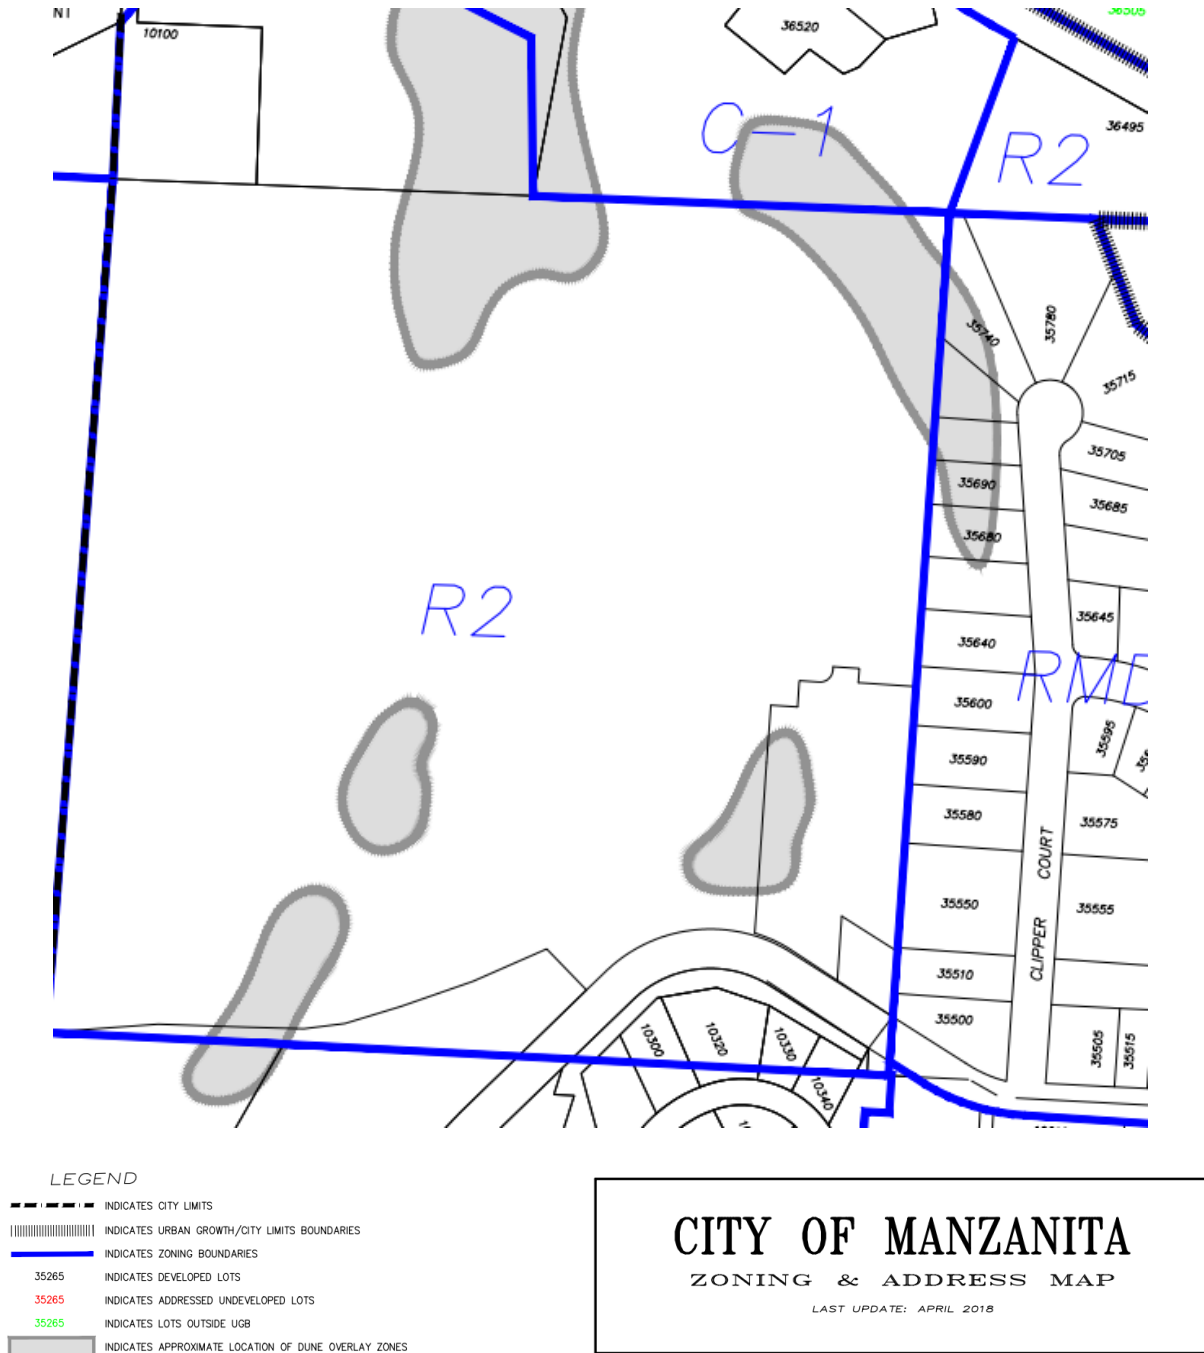 NT
10100
36520
36505
C-1
36495
R2
35740
35780
35715
35705
35690
35685
35680
R2
35645
35640
RMD
35600
35595
35590
35580
35575
CLIPPER COURT
35550
35555
35510
35500
10300
10320
10330
10340
35505
35515
LEGEND
INDICATES CITY LIMITS
INDICATES URBAN GROWTH/CITY LIMITS BOUNDARIES
INDICATES ZONING BOUNDARIES
35265 INDICATES DEVELOPED LOTS
35265 INDICATES ADDRESSED UNDEVELOPED LOTS
35265 INDICATES LOTS OUTSIDE UGB
INDICATES APPROXIMATE LOCATION OF DUNE OVERLAY ZONES
CITY OF MANZANITA
ZONING & ADDRESS MAP
LAST UPDATE: APRIL 2018